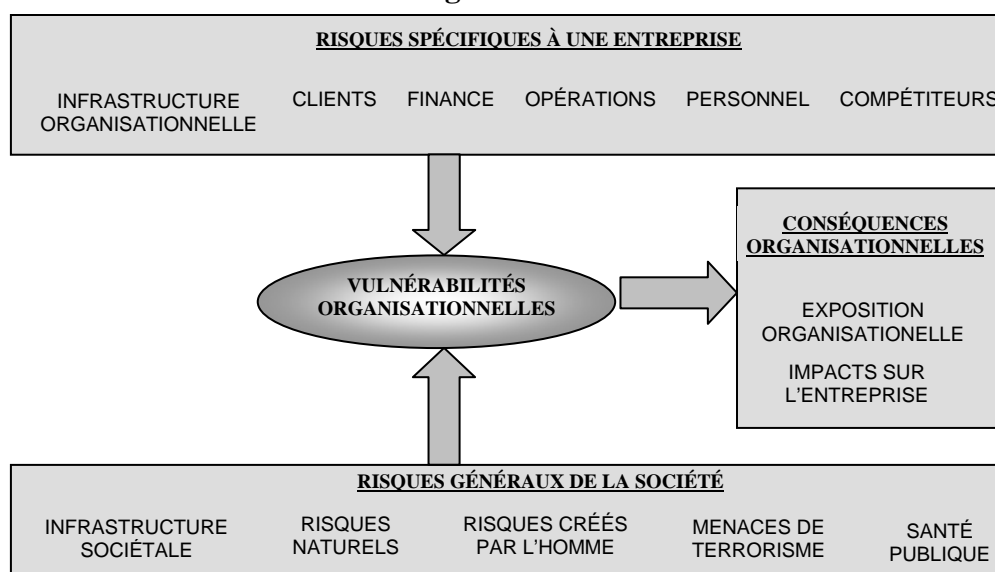 RISQUES SPÉCIFIQUES À UNE ENTREPRISE
INFRASTRUCTURE
ORGANISATIONNELLE
CLIENTS
FINANCE
OPÉRATIONS
PERSONNEL
COMPÉTITEURS
VULNÉRABILITÉS
ORGANISATIONNELLES
CONSÉQUENCES
ORGANISATIONNELLES
EXPOSITION
ORGANISATIONELLE
IMPACTS SUR
L'ENTREPRISE
RISQUES GÉNÉRAUX DE LA SOCIÉTÉ
INFRASTRUCTURE
SOCIÉTALE
RISQUES
NATURELS
RISQUES CRÉÉS
PAR L'HOMME
MENACES DE
TERRORISME
SANTÉ
PUBLIQUE